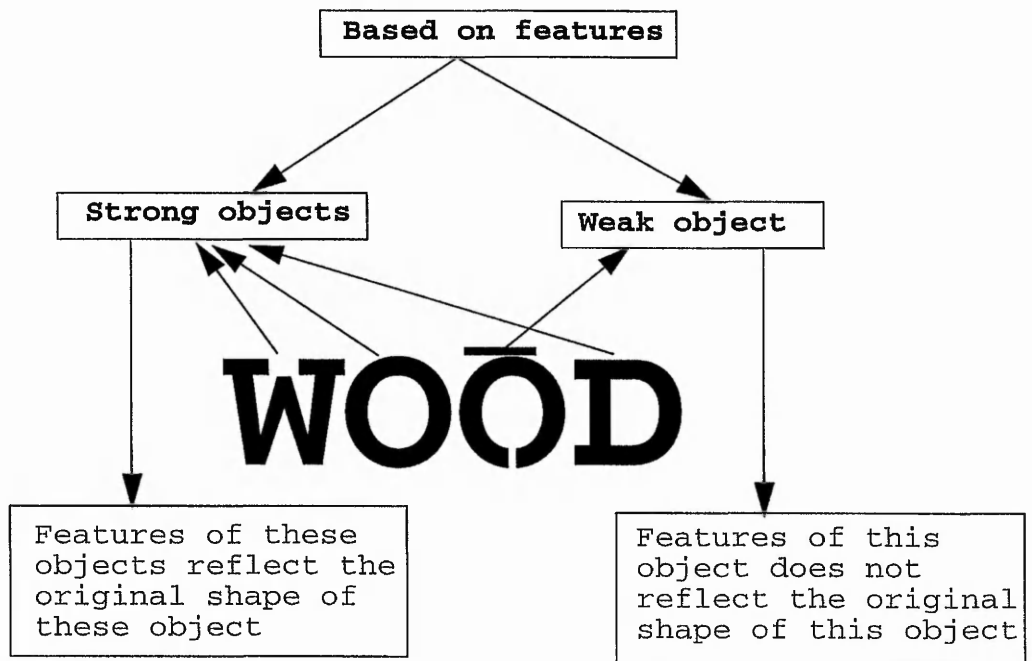 Based on features
Strong objects
Weak object
WOŌD
Features of these
objects reflect the
original shape of
these object
Features of this
object does not
reflect the original
shape of this object